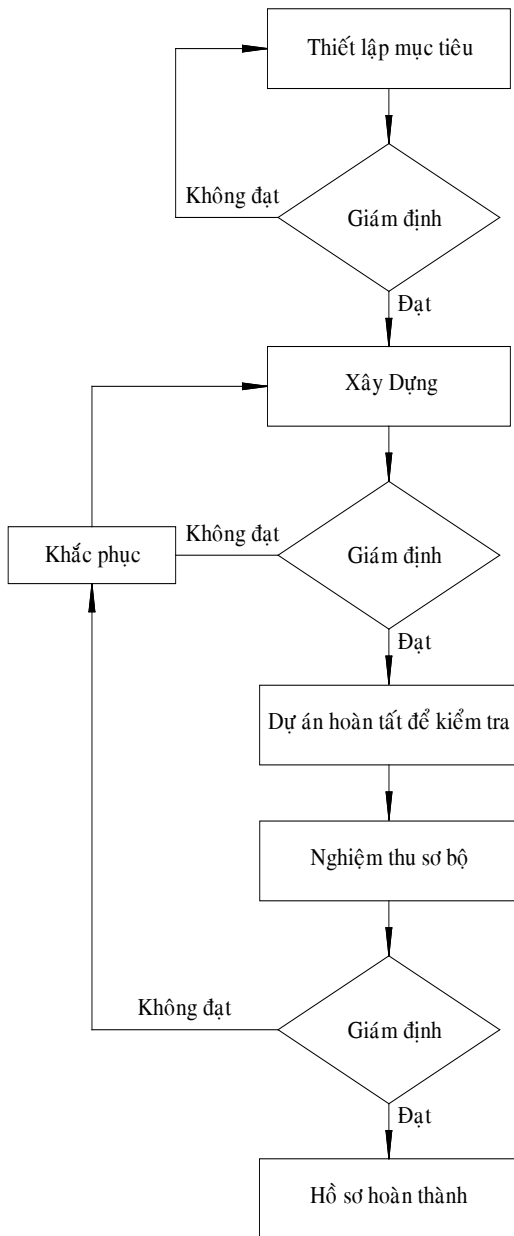 Thiết lập mục tiêu
Không đạt
Giám định
Đạt
Xây Dựng
Không đạt
Khắc phục
Giám định
Đạt
Dự án hoàn tất để kiểm tra
Nghiệm thu sơ bộ
Không đạt
Giám định
Đạt
Hồ sơ hoàn thành